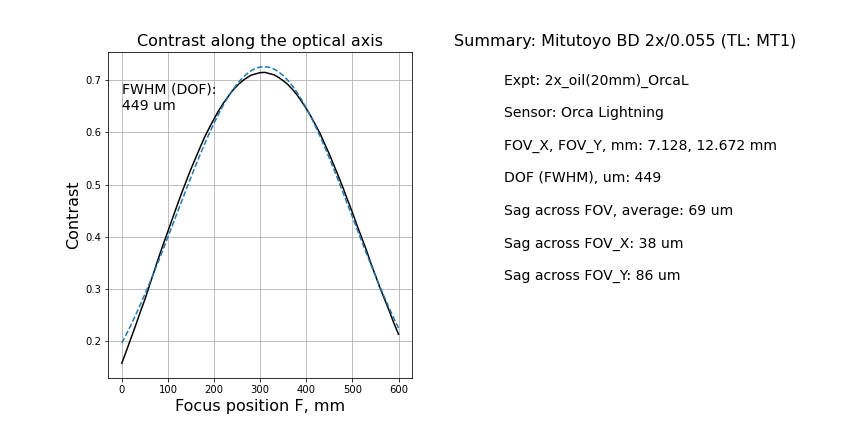 Contrast along the optical axis
FWHM (DOF):
449 um
Contrast
0.7
0.6
0.5
0.4
0.3
0.2
0 100 200 300 400 500 600
Focus position F, mm
Summary: Mitutoyo BD 2x/0.055 (TL: MT1)
Expt: 2x_oil(20mm)_OrcaL
Sensor: Orca Lightning
FOV_X, FOV_Y, mm: 7.128, 12.672 mm
DOF (FWHM), um: 449
Sag across FOV, average: 69 um
Sag across FOV_X: 38 um
Sag across FOV_Y: 86 um